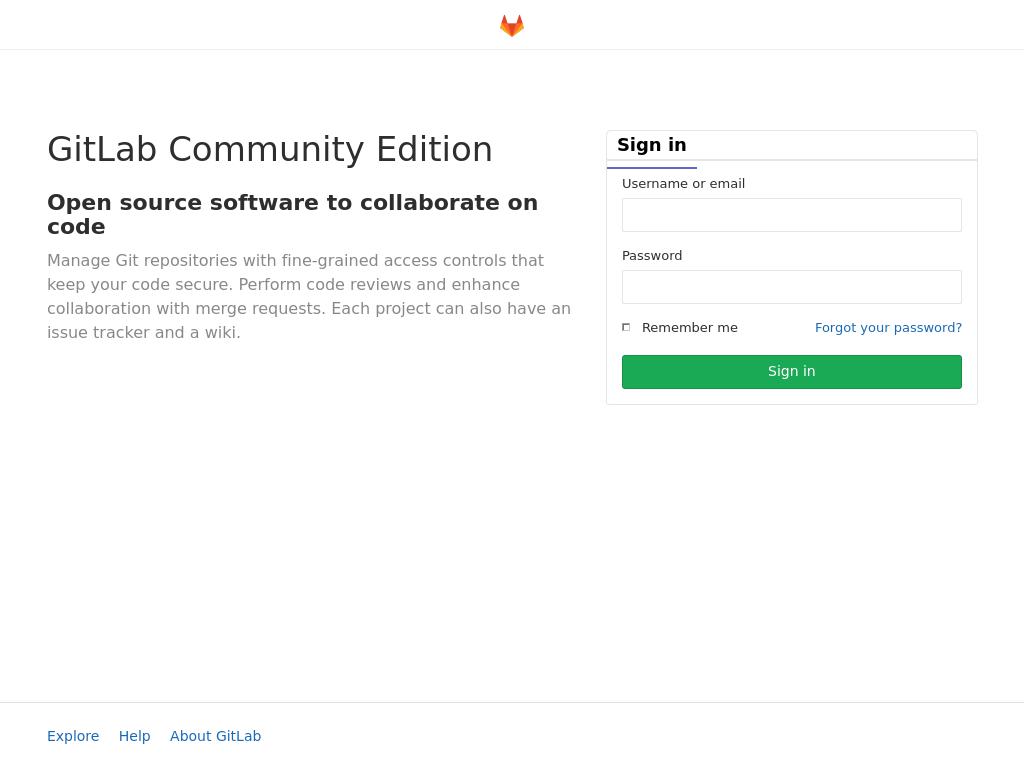 GitLab Community Edition
Open source software to collaborate on
code
Manage Git repositories with fine-grained access controls that
keep your code secure. Perform code reviews and enhance
collaboration with merge requests. Each project can also have an
issue tracker and a wiki.
Sign in
Username or email
Password
Remember me Forgot your password?
Sign in
Explore Help About GitLab